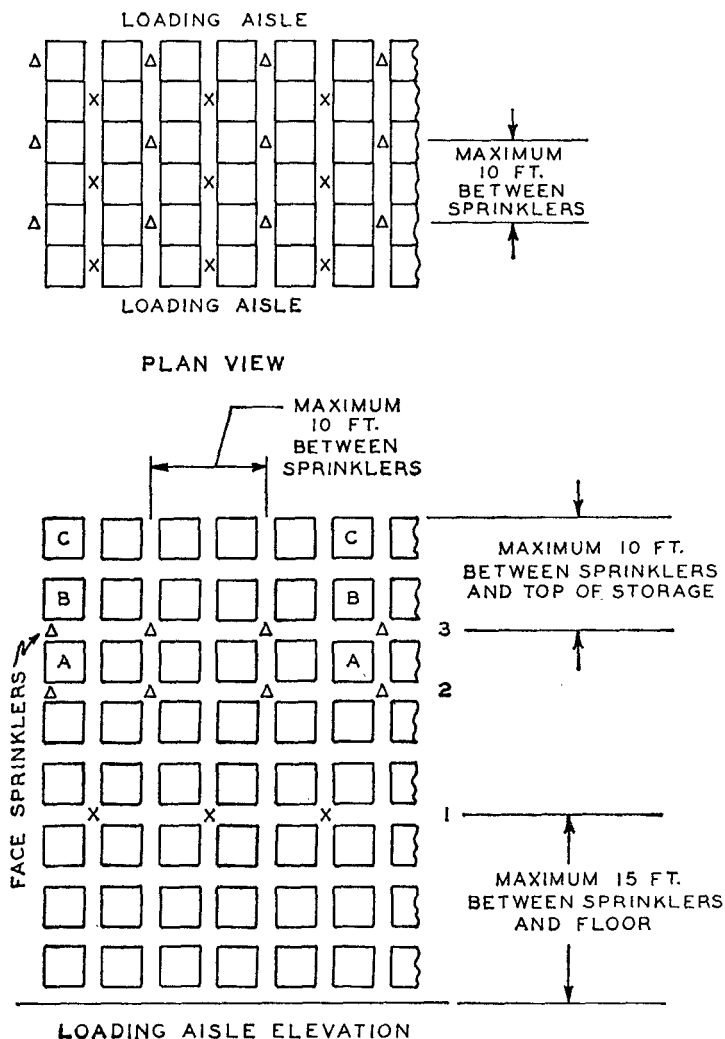 LOADING AISLE
Δ Δ Δ Δ
X X X
Δ Δ Δ Δ
X X X
Δ Δ Δ Δ
X X X
MAXIMUM
10 FT.
BETWEEN
SPRINKLERS
LOADING AISLE
PLAN VIEW
MAXIMUM
10 FT.
BETWEEN
SPRINKLERS
C C
B B
Δ Δ Δ Δ 3
A A
Δ Δ Δ Δ 2
X X X 1
MAXIMUM 10 FT.
BETWEEN SPRINKLERS
AND TOP OF STORAGE
FACE SPRINKLERS
MAXIMUM 15 FT.
BETWEEN SPRINKLERS
AND FLOOR
LOADING AISLE ELEVATION